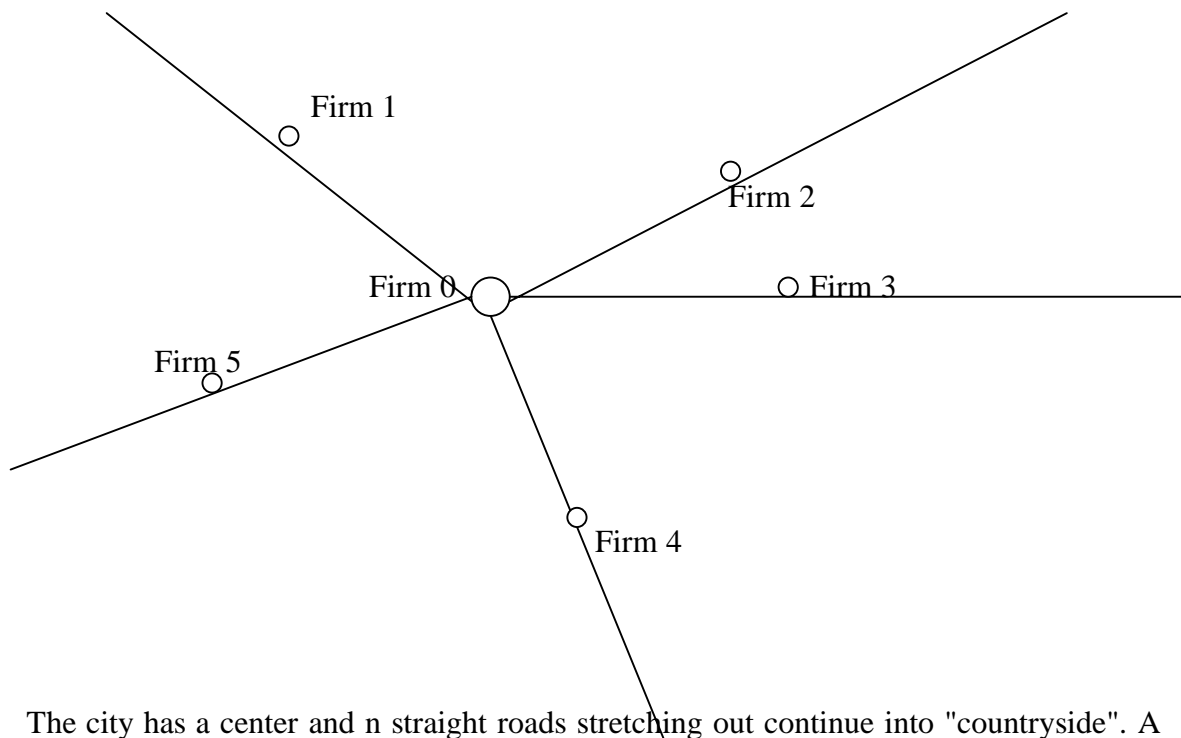 Firm 1
Firm 2
Firm 0
Firm 3
Firm 5
Firm 4
The city has a center and n straight roads stretching out continue into "countryside". A